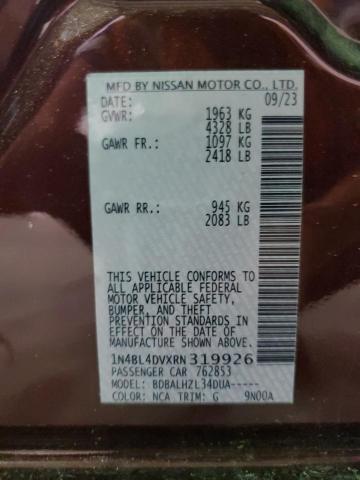 MFD BY NISSAN MOTOR CO., LTD.
DATE: 09/23
GVWR: 1963 KG
4328 LB
GAWR FR.: 1097 KG
2418 LB
GAWR RR.: 945 KG
2083 LB
THIS VEHICLE CONFORMS TO
ALL APPLICABLE FEDERAL
MOTOR VEHICLE SAFETY,
BUMPER, AND THEFT
PREVENTION STANDARDS
IN EFFECT ON THE DATE OF
MANUFACTURE SHOWN ABOVE.
1N4BL4DVXRN319926
PASSENGER CAR 762853
MODEL: BDBALHZL34DUA-----
COLOR: NCA TRIM: G 9N00A